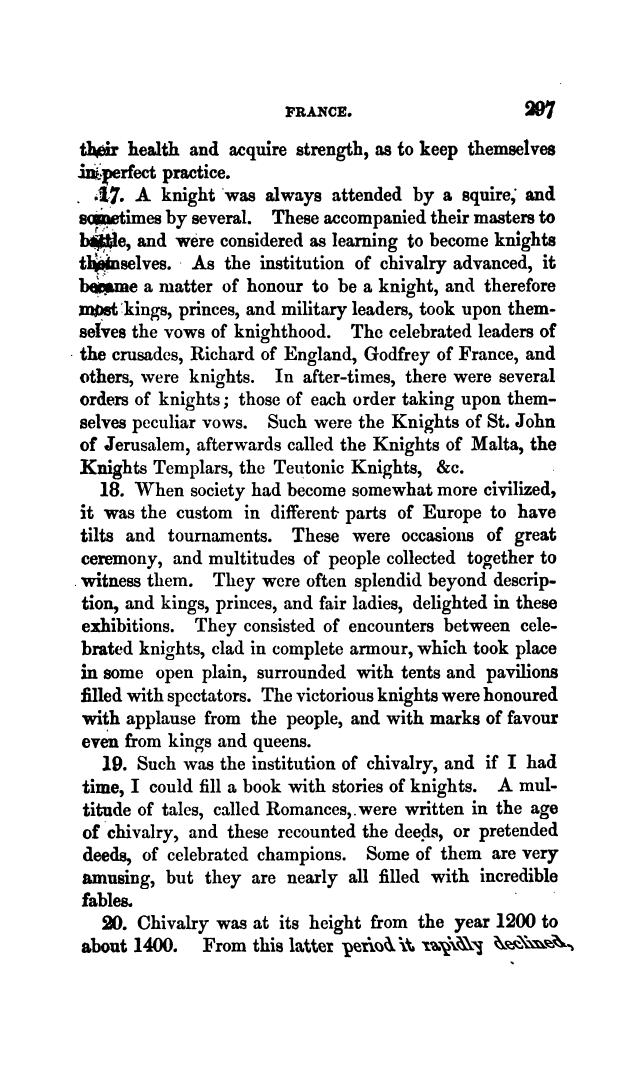 FRANCE. 297
their health and acquire strength, as to keep themselves
in perfect practice.
17. A knight was always attended by a squire, and
sometimes by several. These accompanied their masters to
battle, and were considered as learning to become knights
themselves. As the institution of chivalry advanced, it
became a matter of honour to be a knight, and therefore
most kings, princes, and military leaders, took upon them-
selves the vows of knighthood. The celebrated leaders of
the crusades, Richard of England, Godfrey of France, and
others, were knights. In after-times, there were several
orders of knights; those of each order taking upon them-
selves peculiar vows. Such were the Knights of St. John
of Jerusalem, afterwards called the Knights of Malta, the
Knights Templars, the Teutonic Knights, &c.
18. When society had become somewhat more civilized,
it was the custom in different parts of Europe to have
tilts and tournaments. These were occasions of great
ceremony, and multitudes of people collected together to
witness them. They were often splendid beyond descrip-
tion, and kings, princes, and fair ladies, delighted in these
exhibitions. They consisted of encounters between cele-
brated knights, clad in complete armour, which took place
in some open plain, surrounded with tents and pavilions
filled with spectators. The victorious knights were honoured
with applause from the people, and with marks of favour
even from kings and queens.
19. Such was the institution of chivalry, and if I had
time, I could fill a book with stories of knights. A mul-
titude of tales, called Romances, were written in the age
of chivalry, and these recounted the deeds, or pretended
deeds, of celebrated champions. Some of them are very
amusing, but they are nearly all filled with incredible
fables.
20. Chivalry was at its height from the year 1200 to
about 1400. From this latter period it rapidly declined,